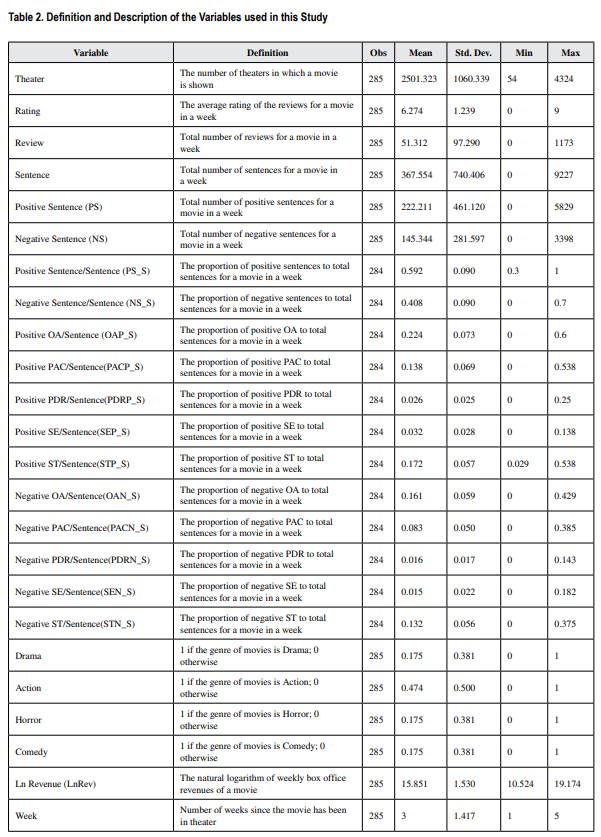 Table 2. Definition and Description of the Variables used in this Study
Variable Definition Obs Mean Std. Dev. Min Max
Theater The number of theaters in which a movie is shown 285 2501.323 1060.339 54 4324
Rating The average rating of the reviews for a movie in a week 285 6.274 1.239 0 9
Review Total number of reviews for a movie in a week 285 51.312 97.290 0 1173
Sentence Total number of sentences for a movie in a week 285 367.554 740.406 0 9227
Positive Sentence (PS) Total number of positive sentences for a movie in a week 285 222.211 461.120 0 5829
Negative Sentence (NS) Total number of negative sentences for a movie in a week 285 145.344 281.597 0 3398
Positive Sentence/Sentence (PS_S) The proportion of positive sentences to total sentences for a movie in a week 284 0.592 0.090 0.3 1
Negative Sentence/Sentence (NS_S) The proportion of negative sentences to total sentences for a movie in a week 284 0.408 0.090 0 0.7
Positive OA/Sentence (OAP_S) The proportion of positive OA to total sentences for a movie in a week 284 0.224 0.073 0 0.6
Positive PAC/Sentence(PACP_S) The proportion of positive PAC to total sentences for a movie in a week 284 0.138 0.069 0 0.538
Positive PDR/Sentence(PDRP_S) The proportion of positive PDR to total sentences for a movie in a week 284 0.026 0.025 0 0.25
Positive SE/Sentence(SEP_S) The proportion of positive SE to total sentences for a movie in a week 284 0.032 0.028 0 0.138
Positive ST/Sentence(STP_S) The proportion of positive ST to total sentences for a movie in a week 284 0.172 0.057 0.029 0.538
Negative OA/Sentence(OAN_S) The proportion of negative OA to total sentences for a movie in a week 284 0.161 0.059 0 0.429
Negative PAC/Sentence(PACN_S) The proportion of negative PAC to total sentences for a movie in a week 284 0.083 0.050 0 0.385
Negative PDR/Sentence(PDRN_S) The proportion of negative PDR to total sentences for a movie in a week 284 0.016 0.017 0 0.143
Negative SE/Sentence(SEN_S) The proportion of negative SE to total sentences for a movie in a week 284 0.015 0.022 0 0.182
Negative ST/Sentence(STN_S) The proportion of negative ST to total sentences for a movie in a week 284 0.132 0.056 0 0.375
Drama 1 if the genre of movies is Drama; 0 otherwise 285 0.175 0.381 0 1
Action 1 if the genre of movies is Action; 0 otherwise 285 0.474 0.500 0 1
Horror 1 if the genre of movies is Horror; 0 otherwise 285 0.175 0.381 0 1
Comedy 1 if the genre of movies is Comedy; 0 otherwise 285 0.175 0.381 0 1
Ln Revenue (LnRev) The natural logarithm of weekly box office revenues of a movie 285 15.851 1.530 10.524 19.174
Week Number of weeks since the movie has been in theater 285 3 1.417 1 5